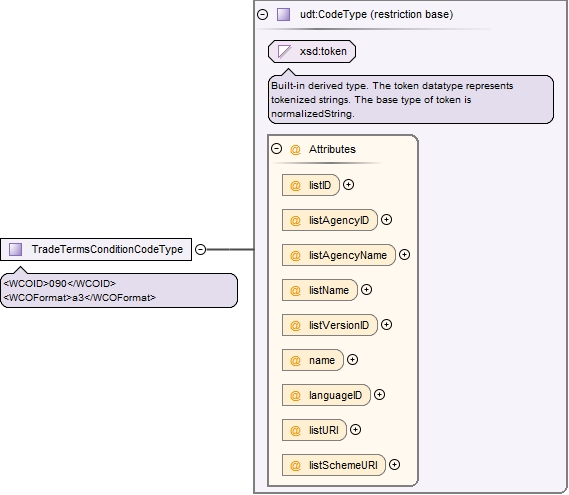 udt:CodeType (restriction base)
xsd:token
Built-in derived type. The token datatype represents
tokenized strings. The base type of token is
normalizedString.
@ Attributes
@ listID
@ listAgencyID
@ listAgencyName
@ listName
@ listVersionID
@ name
@ languageID
@ listURI
@ listSchemeURI
TradeTermsConditionCodeType
<WCOID>090</WCOID>
<WCOFormat>a3</WCOFormat>